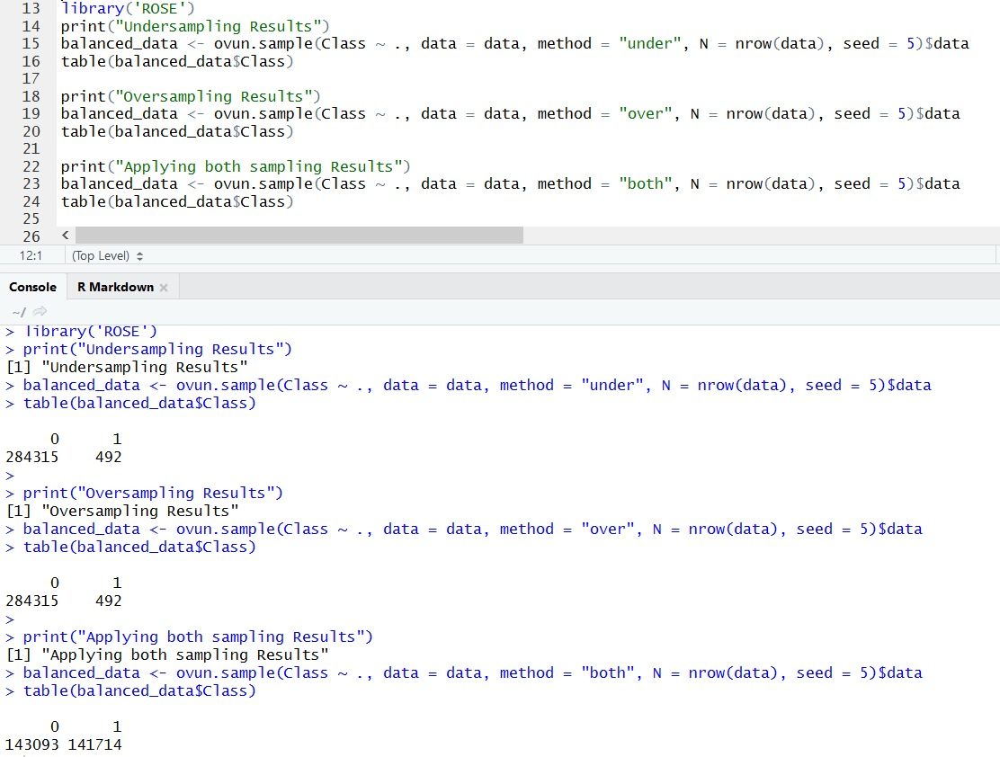 13 library('ROSE')
14 print("Undersampling Results")
15 balanced_data <- ovun.sample(Class ~ ., data = data, method = "under", N = nrow(data), seed = 5)$data
16 table(balanced_data$Class)
17
18 print("Oversampling Results")
19 balanced_data <- ovun.sample(Class ~ ., data = data, method = "over", N = nrow(data), seed = 5)$data
20 table(balanced_data$Class)
21
22 print("Applying both sampling Results")
23 balanced_data <- ovun.sample(Class ~ ., data = data, method = "both", N = nrow(data), seed = 5)$data
24 table(balanced_data$Class)
25
26
12:1 (Top Level)
Console R Markdown
~/
> library('ROSE')
> print("Undersampling Results")
[1] "Undersampling Results"
> balanced_data <- ovun.sample(Class ~ ., data = data, method = "under", N = nrow(data), seed = 5)$data
> table(balanced_data$Class)
0 1
284315 492
>
> print("Oversampling Results")
[1] "Oversampling Results"
> balanced_data <- ovun.sample(Class ~ ., data = data, method = "over", N = nrow(data), seed = 5)$data
> table(balanced_data$Class)
0 1
284315 492
>
> print("Applying both sampling Results")
[1] "Applying both sampling Results"
> balanced_data <- ovun.sample(Class ~ ., data = data, method = "both", N = nrow(data), seed = 5)$data
> table(balanced_data$Class)
0 1
143093 141714